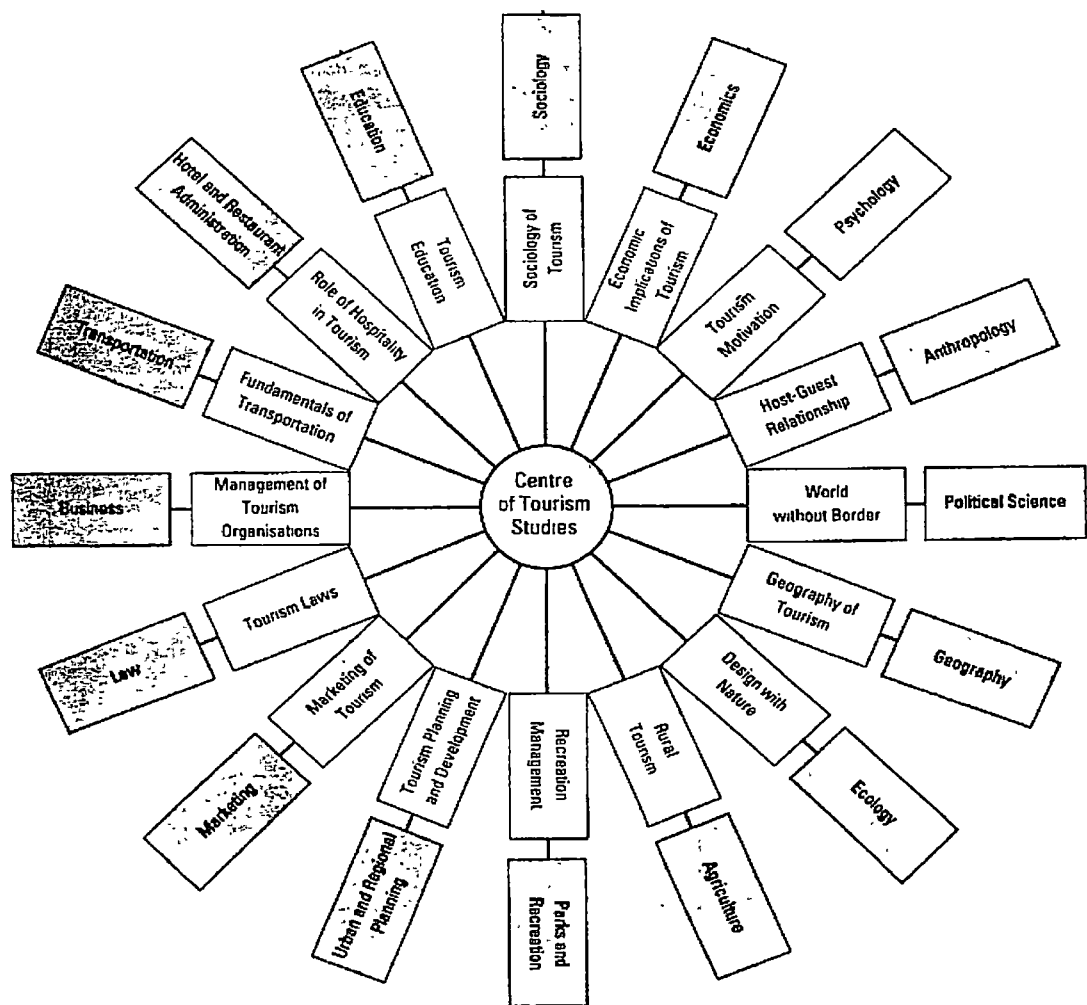 Sociology
Sociology of
Tourism
Economics
Economic
Implications of
Tourism
Psychology
Tourism
Motivation
Anthropology
Host-Guest
Relationship
Political Science
World
without Border
Geography
Geography of
Tourism
Ecology
Design with
Nature
Agriculture
Rural
Tourism
Parks and
Recreation
Recreation
Management
Urban and Regional
Planning
Tourism Planning
and Development
Marketing
Marketing of
Tourism
Law
Tourism Laws
Business
Management of
Tourism
Organisations
Transportation
Fundamentals of
Transportation
Hotel and Restaurant
Administration
Role of Hospitality
in Tourism
Education
Tourism
Education
Centre
of Tourism
Studies